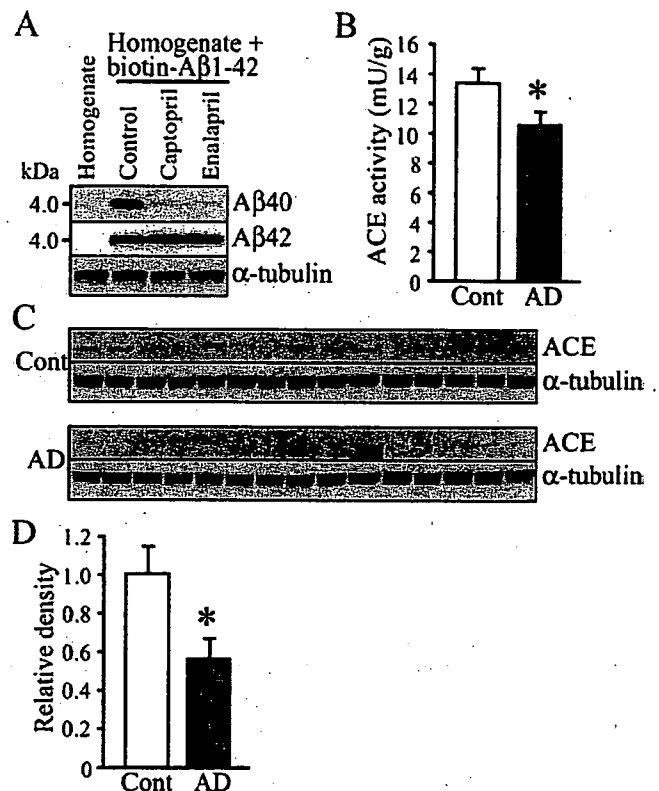 A
Homogenate +
biotin-Aβ1-42
Homogenate
Control
Captopril
Enalapril
kDa
4.0
Aβ40
4.0
Aβ42
α-tubulin
B
ACE activity (mU/g)
16
14
12
10
8
6
4
2
0
*
Cont
AD
C
Cont
ACE
α-tubulin
AD
ACE
α-tubulin
D
Relative density
1.2
1.0
0.8
0.6
0.4
0.2
0
*
Cont
AD